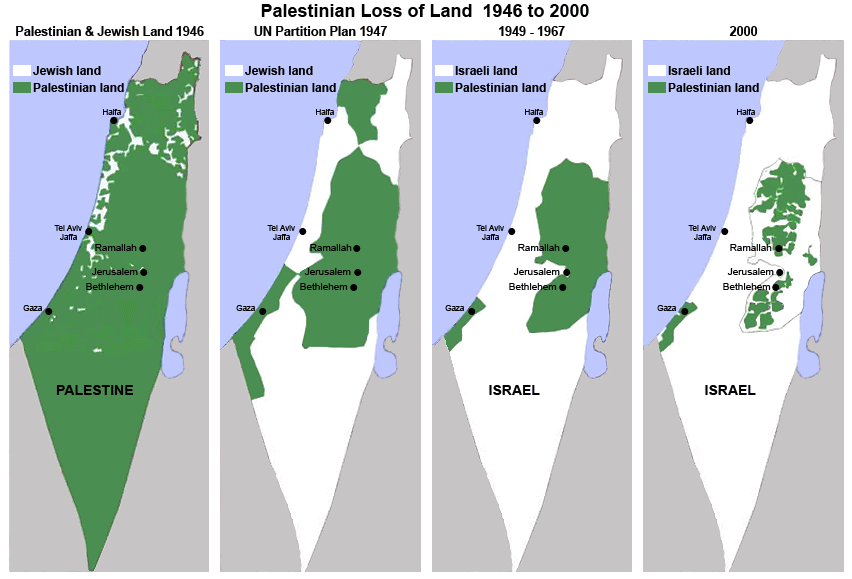 Palestinian Loss of Land 1946 to 2000
Palestinian & Jewish Land 1946
Jewish land
Palestinian land
Haifa
Tel Aviv
Jaffa
Ramallah
Jerusalem
Bethlehem
Gaza
PALESTINE
UN Partition Plan 1947
Jewish land
Palestinian land
Haifa
Tel Aviv
Jaffa
Ramallah
Jerusalem
Bethlehem
Gaza
1949 - 1967
Israeli land
Palestinian land
Haifa
Tel Aviv
Jaffa
Ramallah
Jerusalem
Bethlehem
Gaza
ISRAEL
2000
Israeli land
Palestinian land
Haifa
Tel Aviv
Jaffa
Ramallah
Jerusalem
Bethlehem
Gaza
ISRAEL